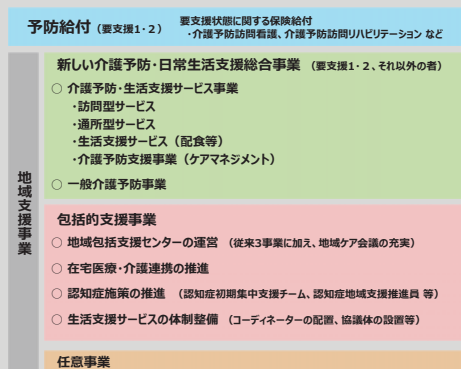 予防給付（要支援1・2） 要支援状態に関する保険給付
・介護予防訪問看護、介護予防訪問リハビリテーション など
地域支援事業
新しい介護予防・日常生活支援総合事業 （要支援1・2、それ以外の者）
○ 介護予防・生活支援サービス事業
・訪問型サービス
・通所型サービス
・生活支援サービス（配食等）
・介護予防支援事業（ケアマネジメント）
○ 一般介護予防事業
包括的支援事業
○ 地域包括支援センターの運営 （従来3事業に加え、地域ケア会議の充実）
○ 在宅医療・介護連携の推進
○ 認知症施策の推進 （認知症初期集中支援チーム、認知症地域支援推進員 等）
○ 生活支援サービスの体制整備 （コーディネーターの配置、協議体の設置等）
任意事業